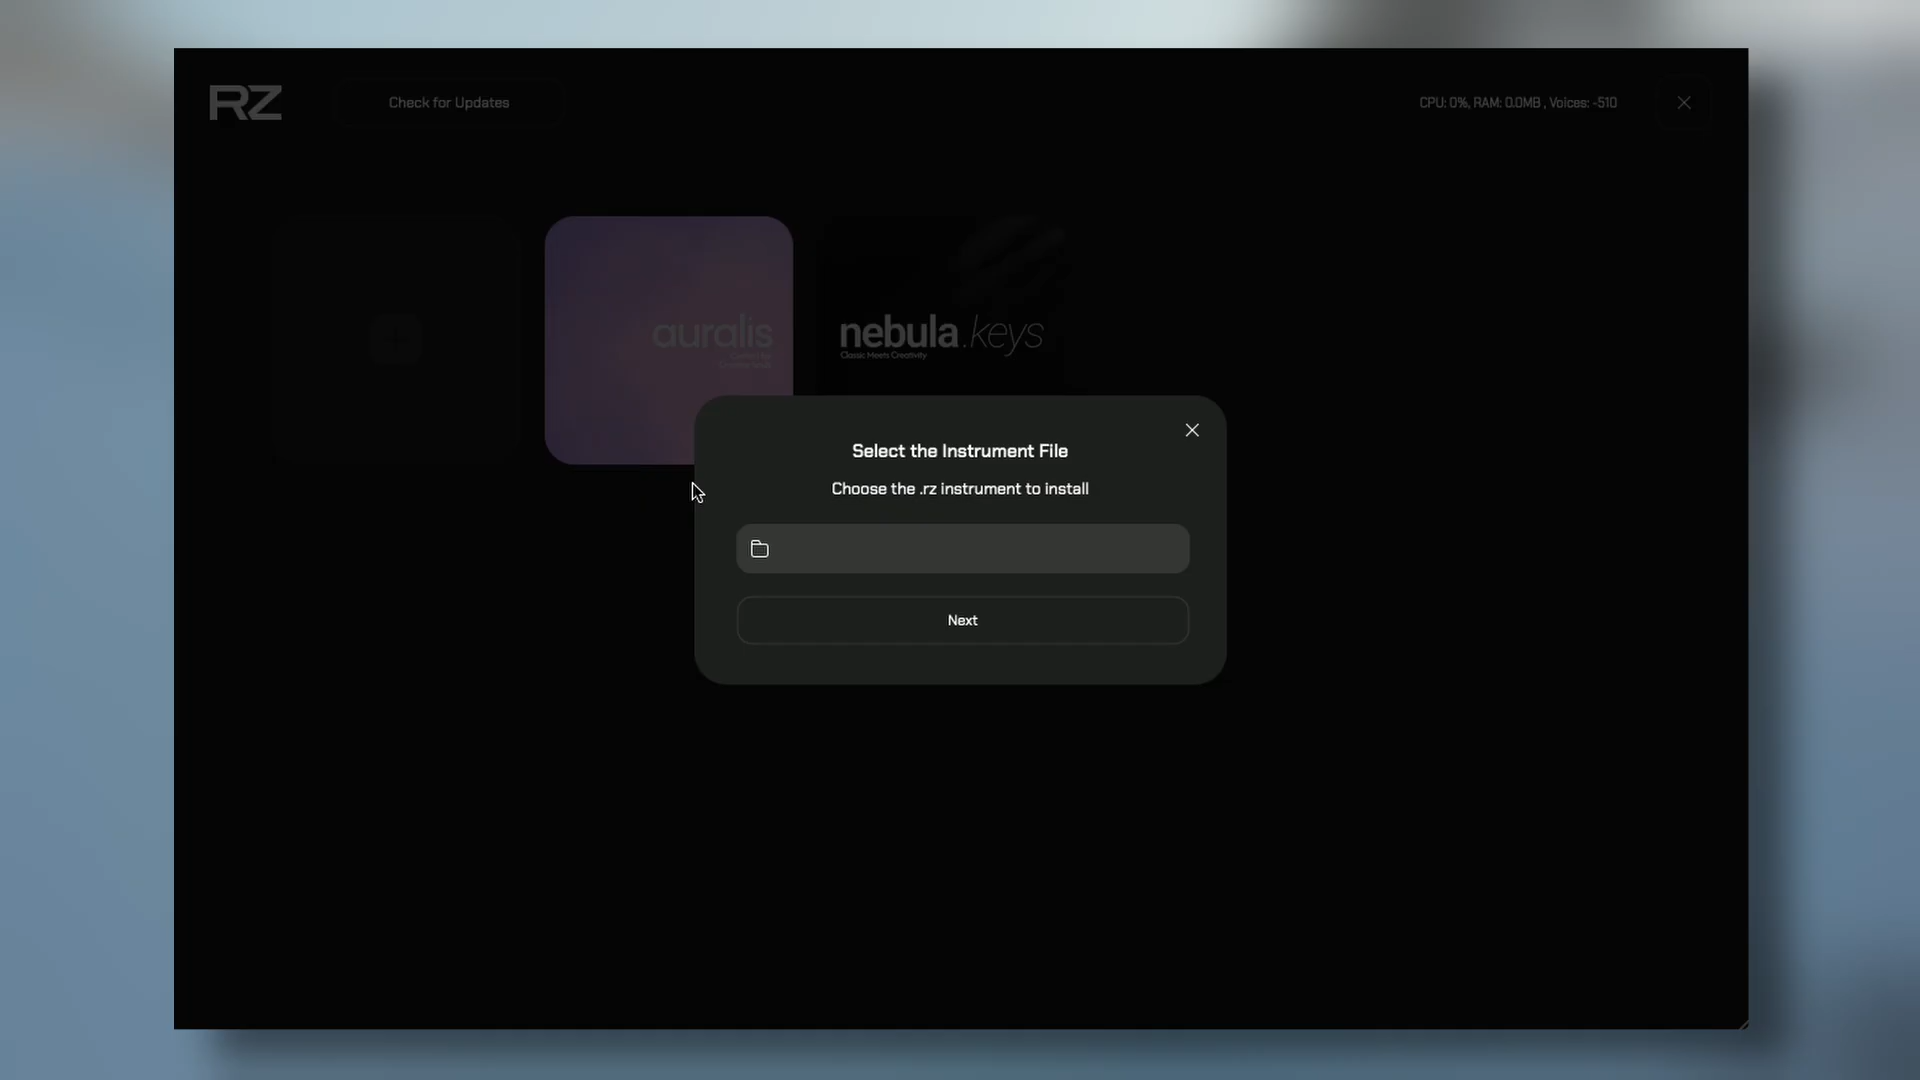 RZ
Check for Updates
CPU: 0%, RAM: 0.0MB , Voices: -510
auralis
nebula.keys
Classic Meets Creativity
Select the Instrument File
Choose the .rz instrument to install
Next